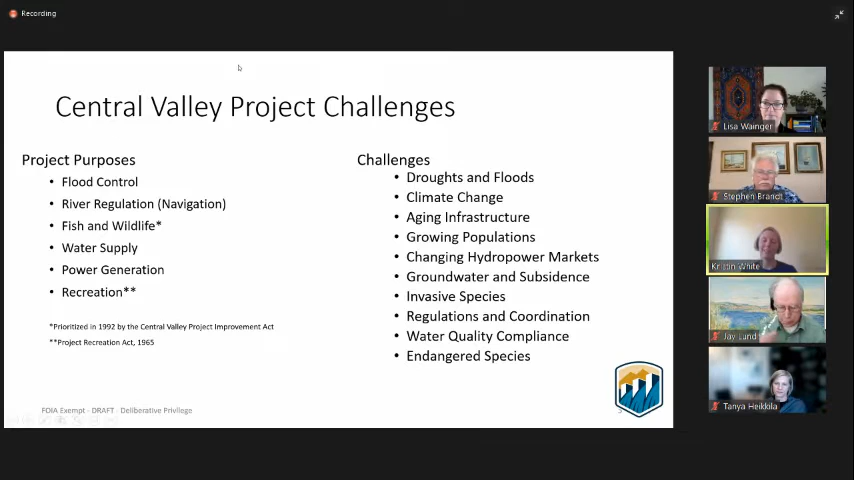 Recording
Central Valley Project Challenges
Project Purposes
• Flood Control
• River Regulation (Navigation)
• Fish and Wildlife*
• Water Supply
• Power Generation
• Recreation**
*Prioritized in 1992 by the Central Valley Project Improvement Act
**Project Recreation Act, 1965
Challenges
• Droughts and Floods
• Climate Change
• Aging Infrastructure
• Growing Populations
• Changing Hydropower Markets
• Groundwater and Subsidence
• Invasive Species
• Regulations and Coordination
• Water Quality Compliance
• Endangered Species
FOIA Exempt - DRAFT - Deliberative Privilege
Lisa Wainger
Stephen Brandt
Kristin White
Jay Lund
Tanya Heikkila